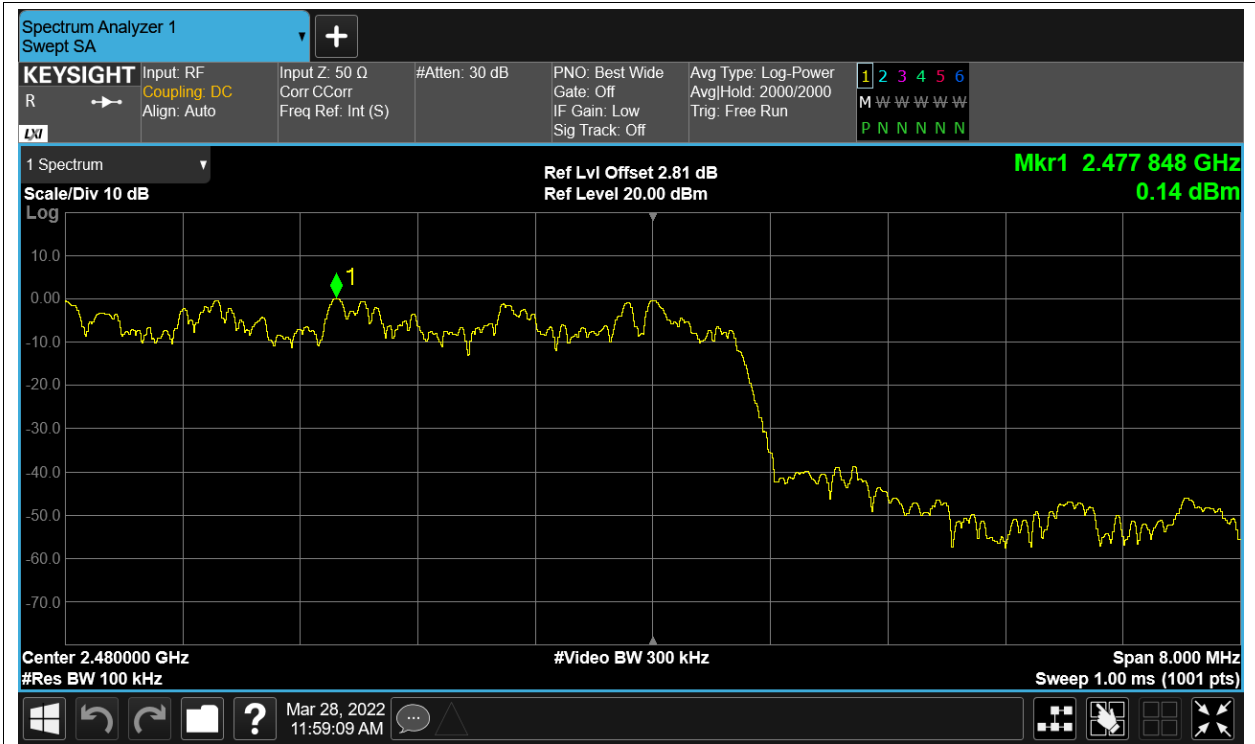 Spectrum Analyzer 1
Swept SA
+
KEYSIGHT
R
LXI
Input: RF
Coupling: DC
Align: Auto
Input Z: 50 Ω
Corr CCorr
Freq Ref: Int (S)
#Atten: 30 dB
PNO: Best Wide
Gate: Off
IF Gain: Low
Sig Track: Off
Avg Type: Log-Power
Avg|Hold: 2000/2000
Trig: Free Run
1 2 3 4 5 6
M W W W W W
P N N N N N
1 Spectrum
Scale/Div 10 dB
Log
Ref Lvl Offset 2.81 dB
Ref Level 20.00 dBm
Mkr1 2.477 848 GHz
0.14 dBm
1
10.0
0.00
-10.0
-20.0
-30.0
-40.0
-50.0
-60.0
-70.0
Center 2.480000 GHz
#Res BW 100 kHz
#Video BW 300 kHz
Span 8.000 MHz
Sweep 1.00 ms (1001 pts)
?
Mar 28, 2022
11:59:09 AM